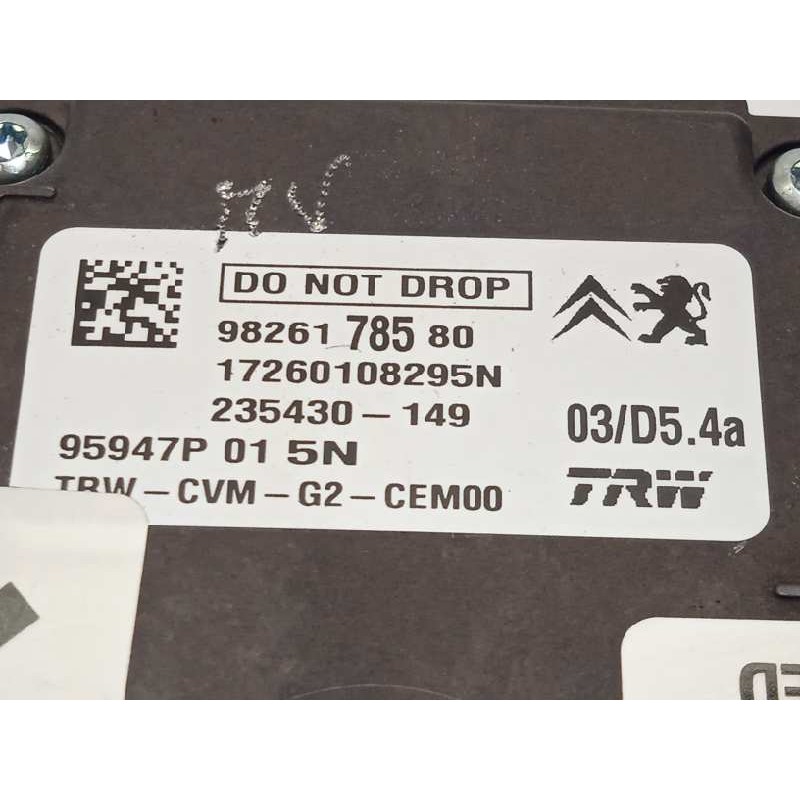 MV
DO NOT DROP
98261 785 80
17260108295N
235430-149
03/D5.4a
95947P 01 5N
TRW-CVM-G2-CEM00
TRW